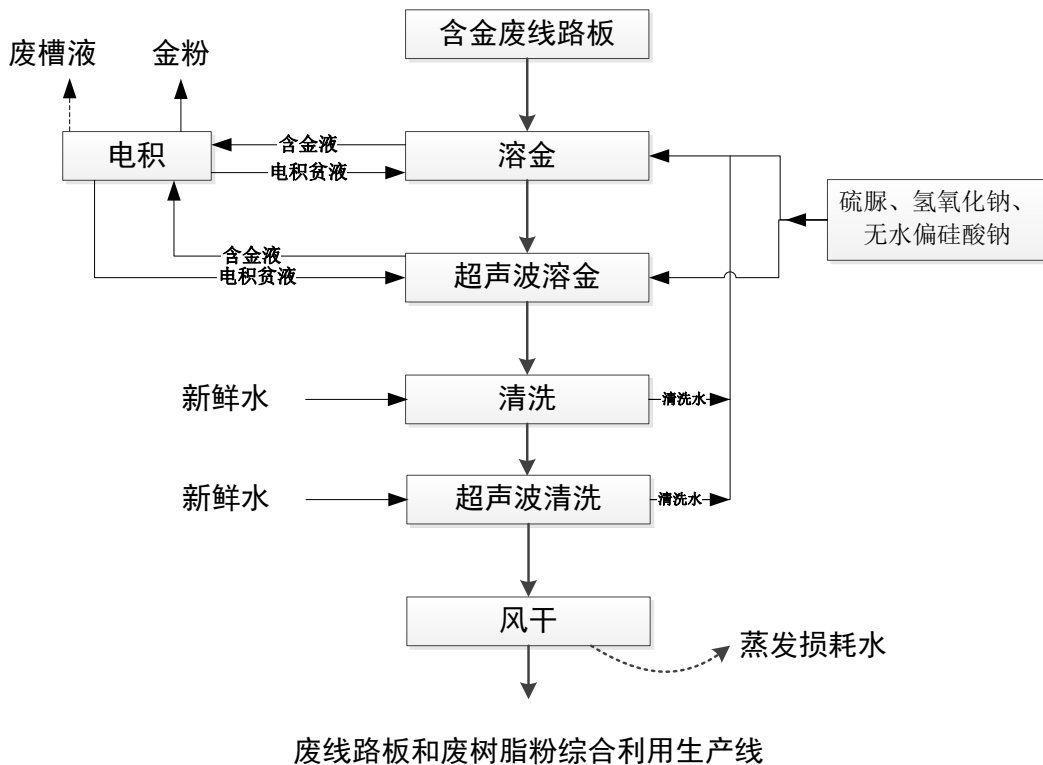 含金废线路板
废槽液
金粉
电积
含金液
溶金
电积贫液
硫脲、氢氧化钠、
无水偏硅酸钠
含金液
电积贫液
超声波溶金
新鲜水
清洗
清洗水
新鲜水
超声波清洗
清洗水
风干
蒸发损耗水
废线路板和废树脂粉综合利用生产线